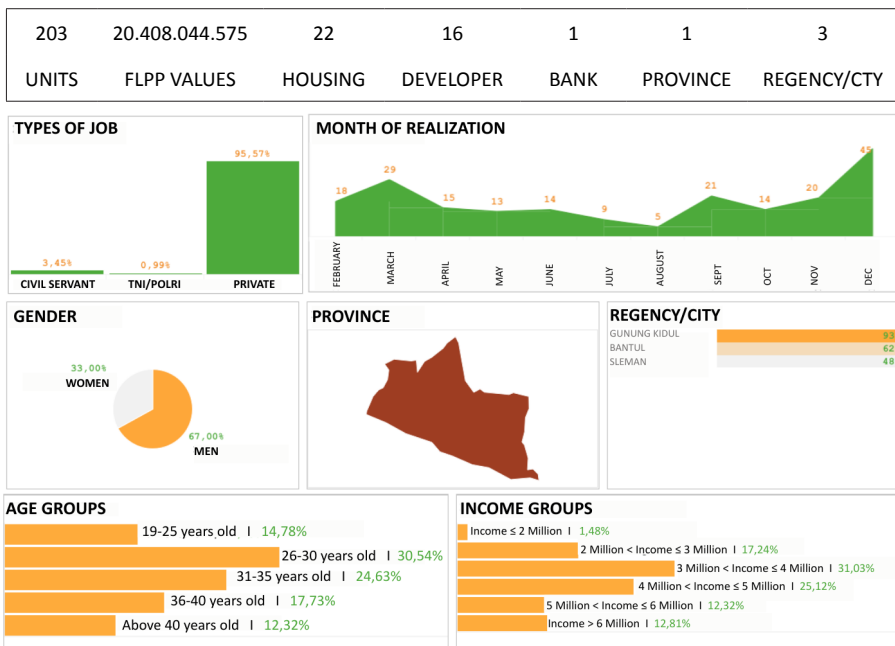 203 20.408.044.575 22 16 1 1 3
UNITS FLPP VALUES HOUSING DEVELOPER BANK PROVINCE REGENCY/CTY
TYPES OF JOB
95,57%
3,45%
0,99%
CIVIL SERVANT TNI/POLRI PRIVATE
MONTH OF REALIZATION
18 29 15 13 14 9 5 21 14 20 45
FEBRUARY MARCH APRIL MAY JUNE JULY AUGUST SEPT OCT NOV DEC
GENDER
33,00%
WOMEN
67,00%
MEN
PROVINCE
REGENCY/CITY
GUNUNG KIDUL 93
BANTUL 62
SLEMAN 48
AGE GROUPS
19-25 years old I 14,78%
26-30 years old I 30,54%
31-35 years old I 24,63%
36-40 years old I 17,73%
Above 40 years old I 12,32%
INCOME GROUPS
Income ≤ 2 Million I 1,48%
2 Million < Income ≤ 3 Million I 17,24%
3 Million < Income ≤ 4 Million I 31,03%
4 Million < Income ≤ 5 Million I 25,12%
5 Million < Income ≤ 6 Million I 12,32%
Income > 6 Million I 12,81%